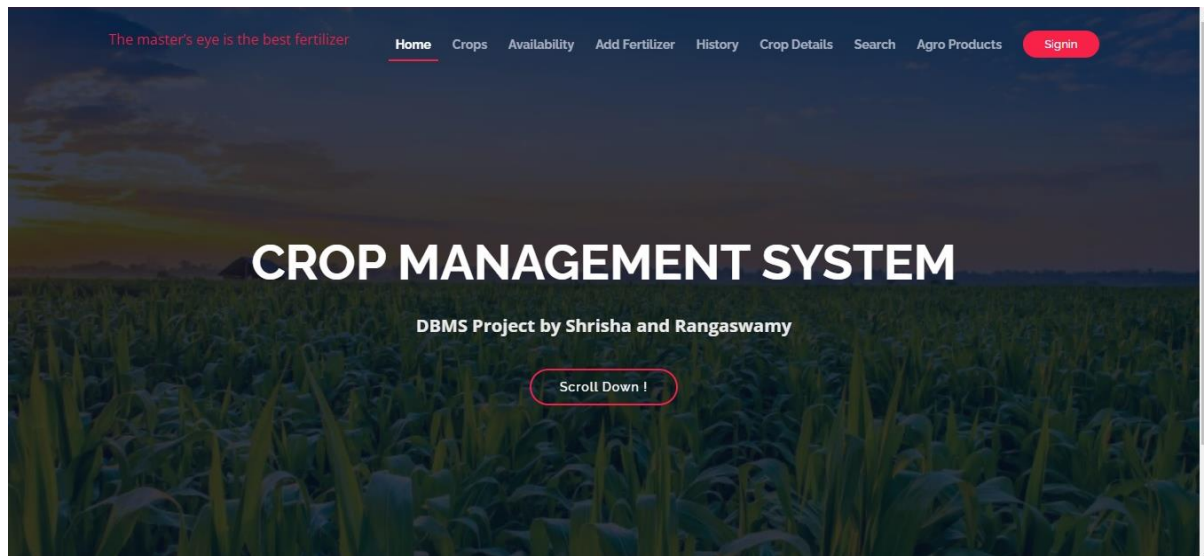 The master's eye is the best fertilizer
Home Crops Availability Add Fertilizer History Crop Details Search Agro Products Signin
CROP MANAGEMENT SYSTEM
DBMS Project by Shrisha and Rangaswamy
Scroll Down !